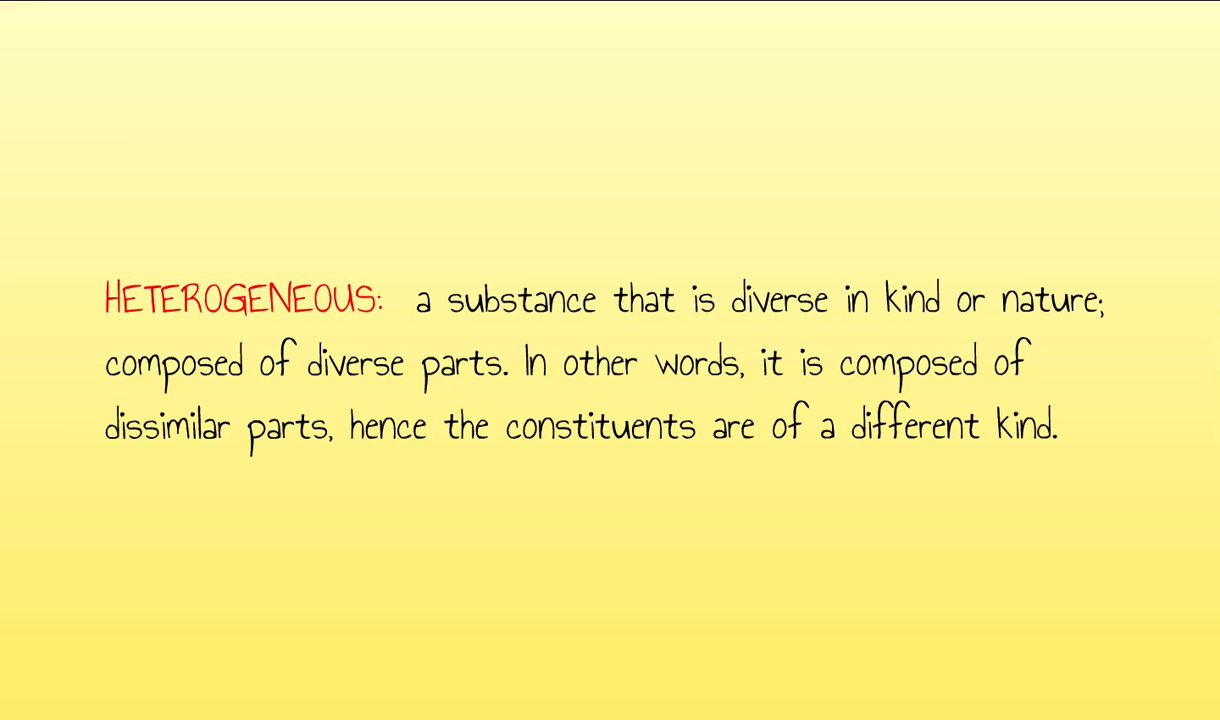 HETEROGENEOUS: a substance that is diverse in kind or nature;
composed of diverse parts. In other words, it is composed of
dissimilar parts, hence the constituents are of a different kind.